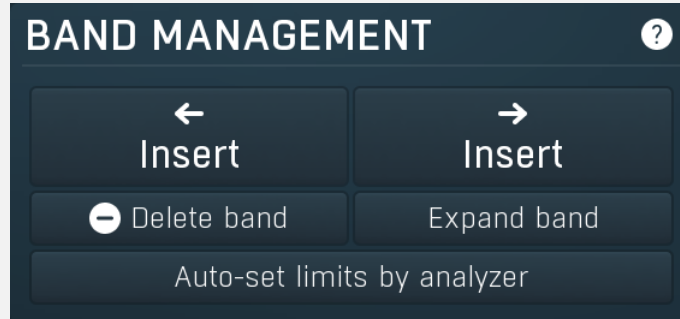 BAND MANAGEMENT ?
← →
Insert Insert
Delete band Expand band
Auto-set limits by analyzer